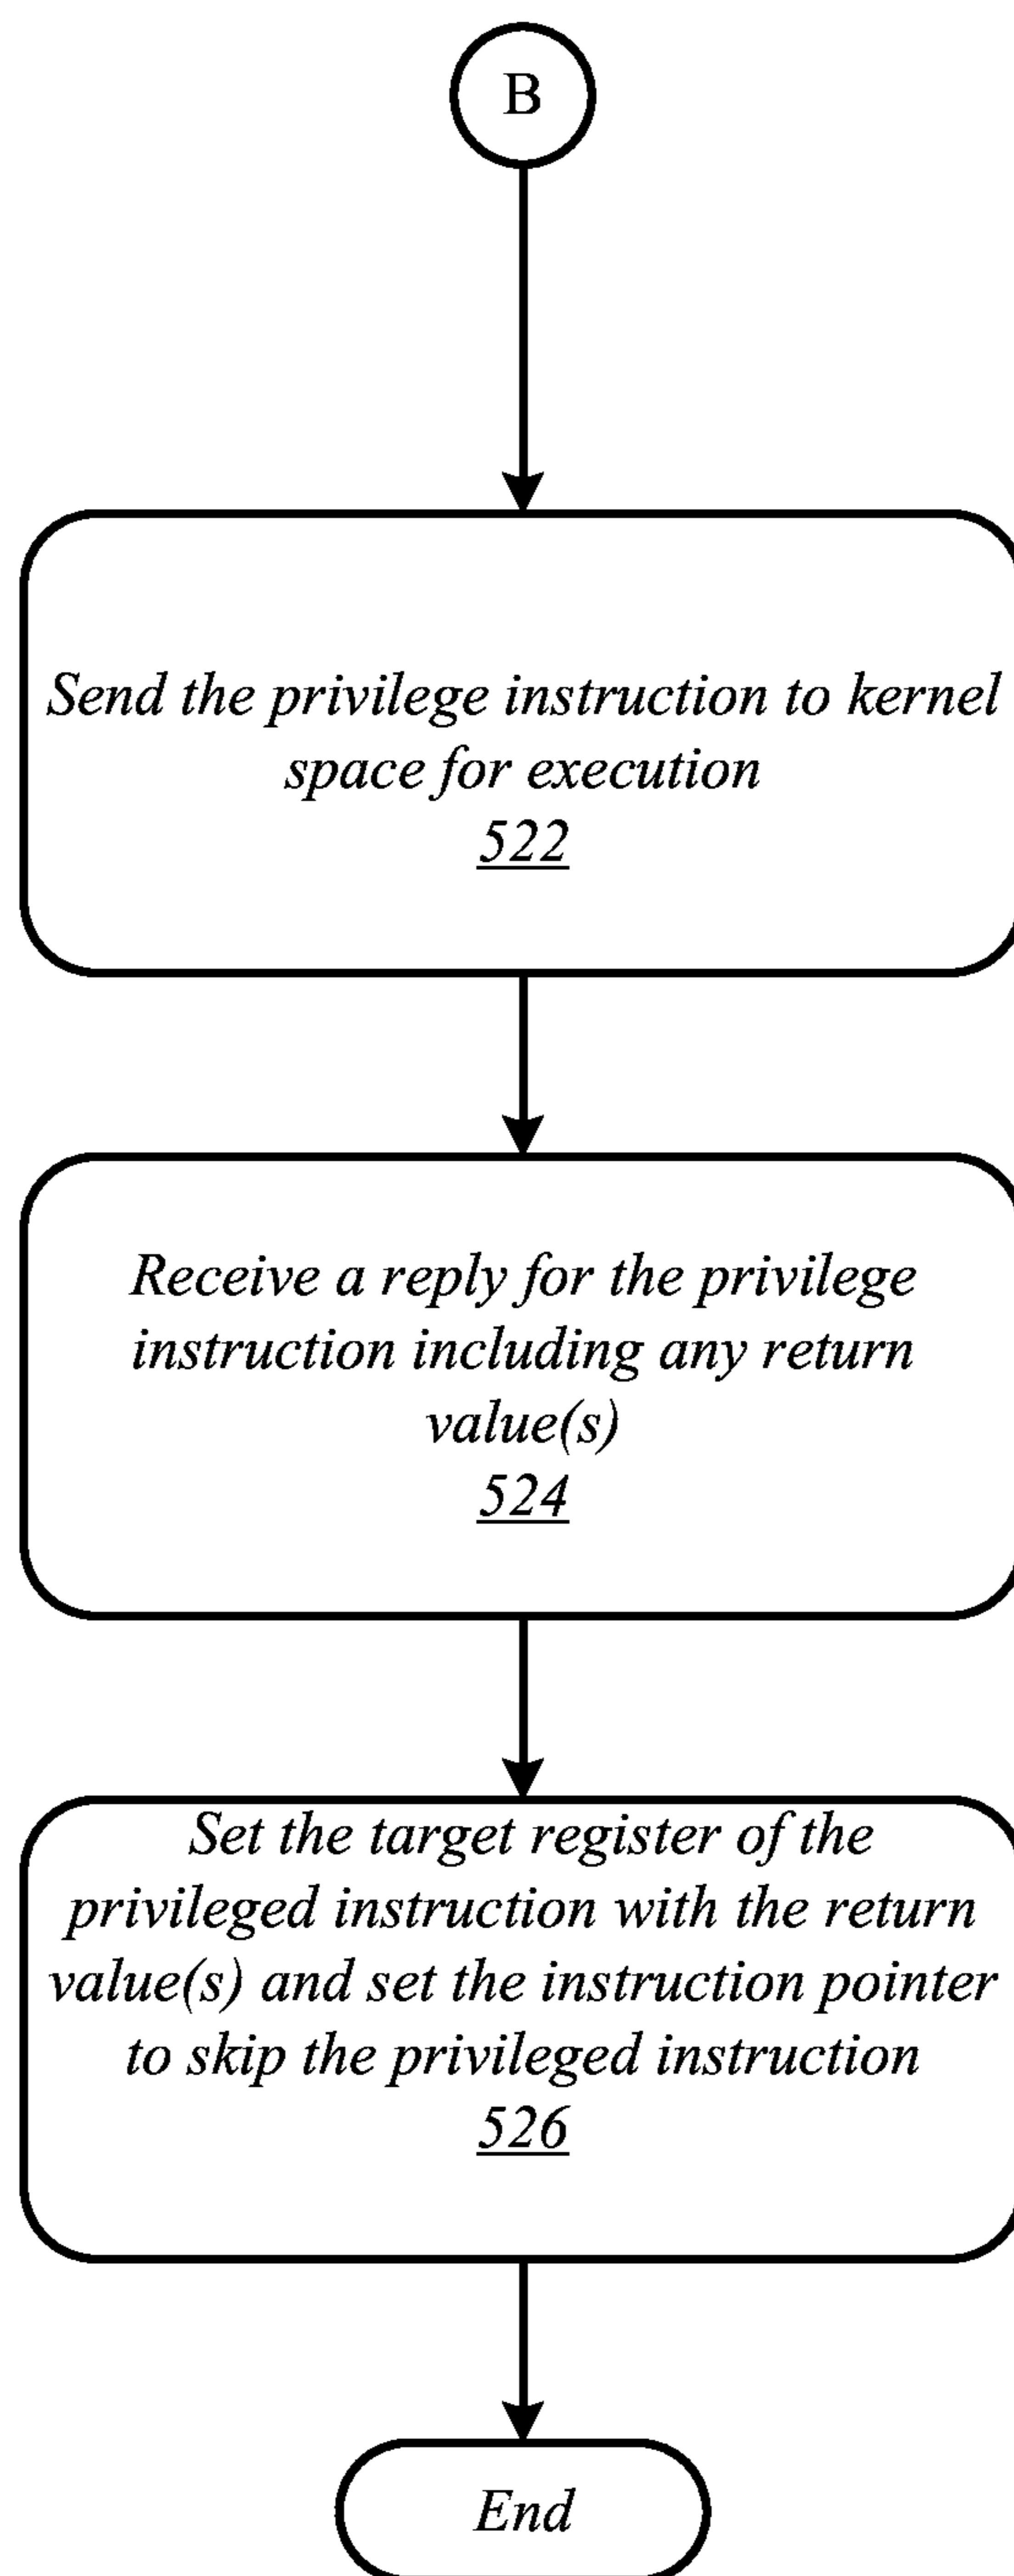 B
Send the privilege instruction to kernel
space for execution
522
Receive a reply for the privilege
instruction including any return
value(s)
524
Set the target register of the
privileged instruction with the return
value(s) and set the instruction pointer
to skip the privileged instruction
526
End